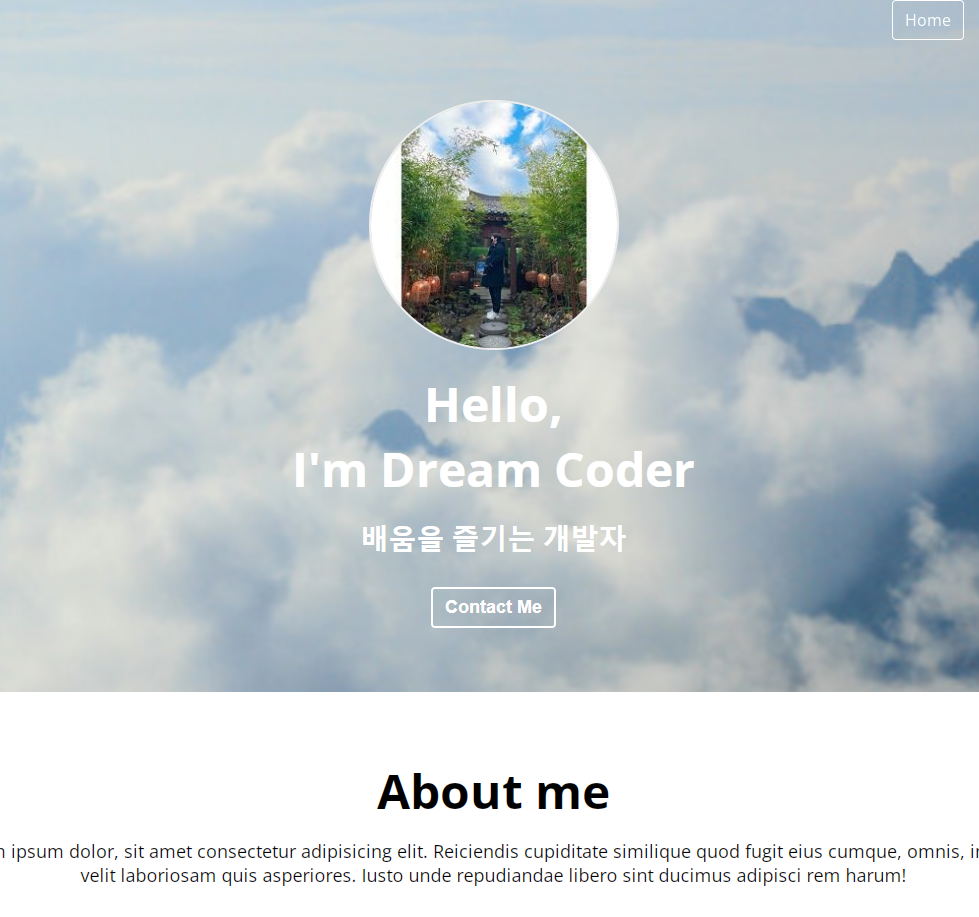 Home
Hello,
I'm Dream Coder
배움을 즐기는 개발자
Contact Me
About me
ipsum dolor, sit amet consectetur adipisicing elit. Reiciendis cupiditate similique quod fugit eius cumque, omnis,
velit laboriosam quis asperiores. Iusto unde repudiandae libero sint ducimus adipisci rem harum!